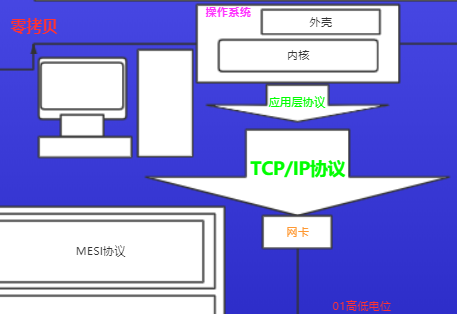 零拷贝
操作系统
外壳
内核
应用层协议
TCP/IP协议
网卡
MESI协议
01高低电位